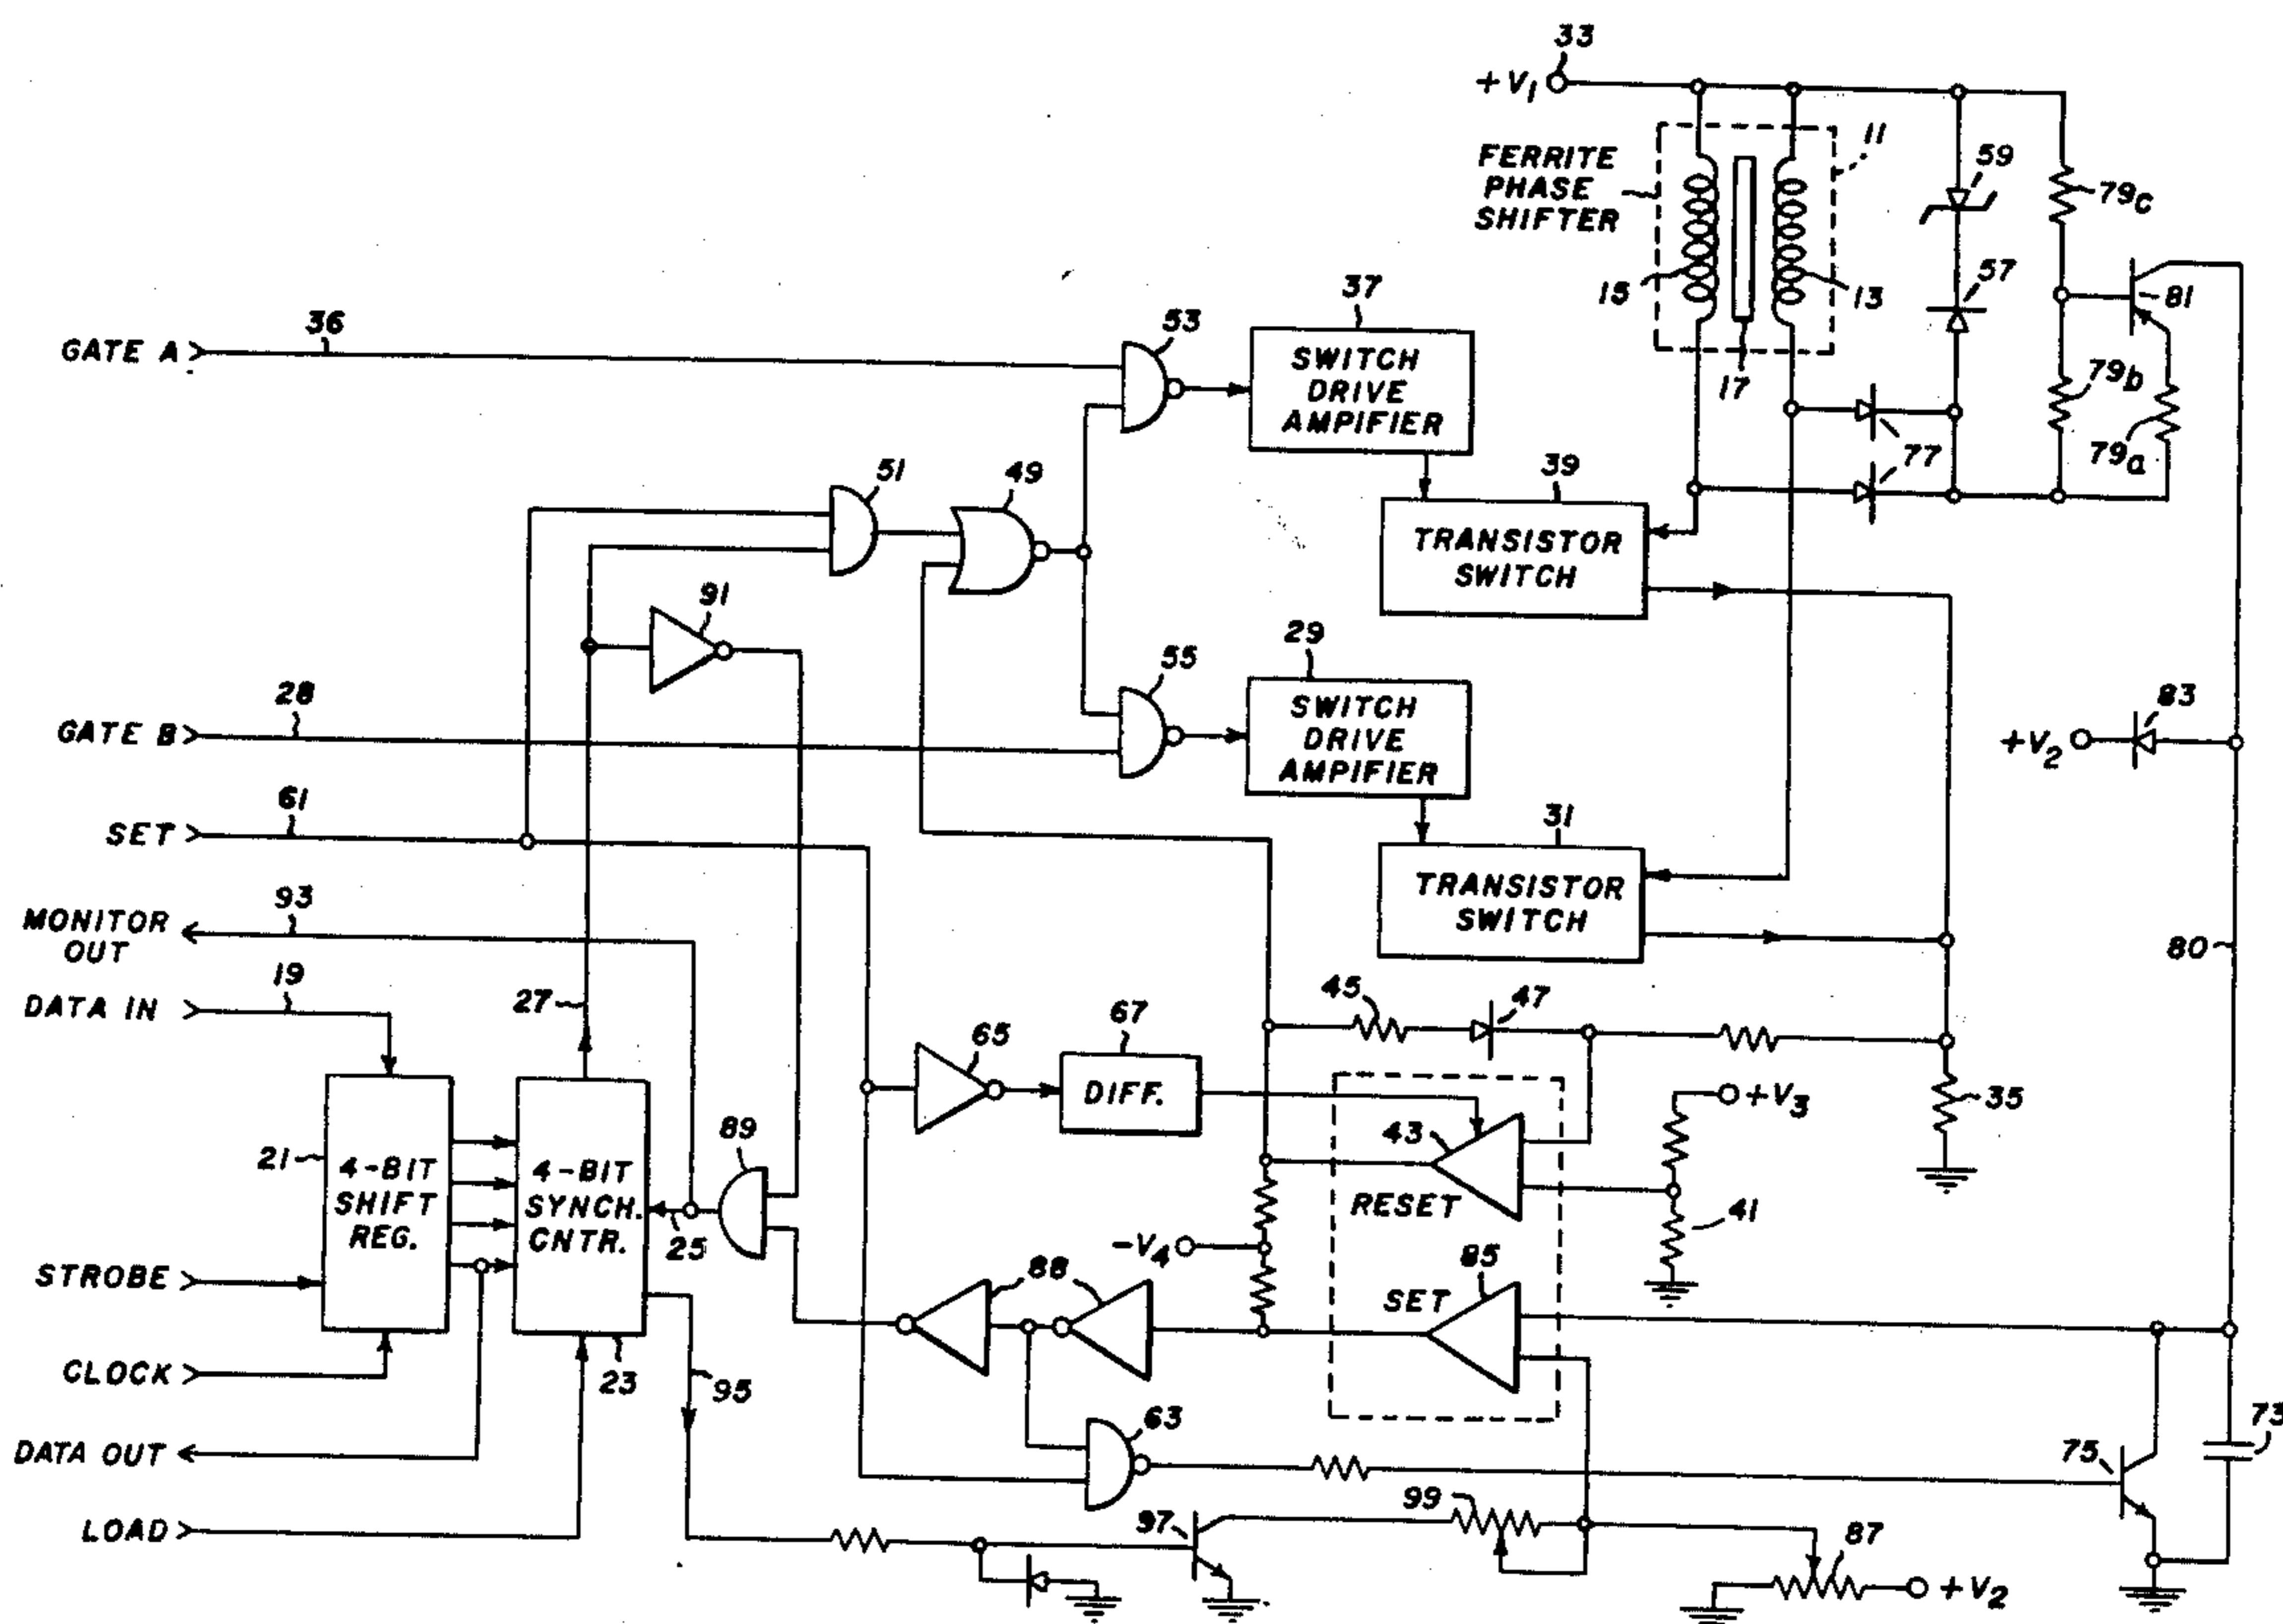 33
+V1
11
FERRITE
PHASE
SHIFTER
59
79c
57
15
13
81
17
79b
79a
77
77
GATE A
36
53
37
SWITCH
DRIVE
AMPIFIER
51
49
39
TRANSISTOR
SWITCH
91
GATE B
28
55
29
SWITCH
DRIVE
AMPIFIER
83
+V2
SET
61
31
TRANSISTOR
SWITCH
MONITOR
OUT
93
80
DATA IN
19
27
45
47
65
67
DIFF.
+V3
35
43
RESET
41
21
4-BIT
SHIFT
REG.
4-BIT
SYNCH.
CNTR.
89
25
-V4
STROBE
88
SET
85
CLOCK
23
95
63
73
DATA OUT
75
LOAD
97
99
87
+V2